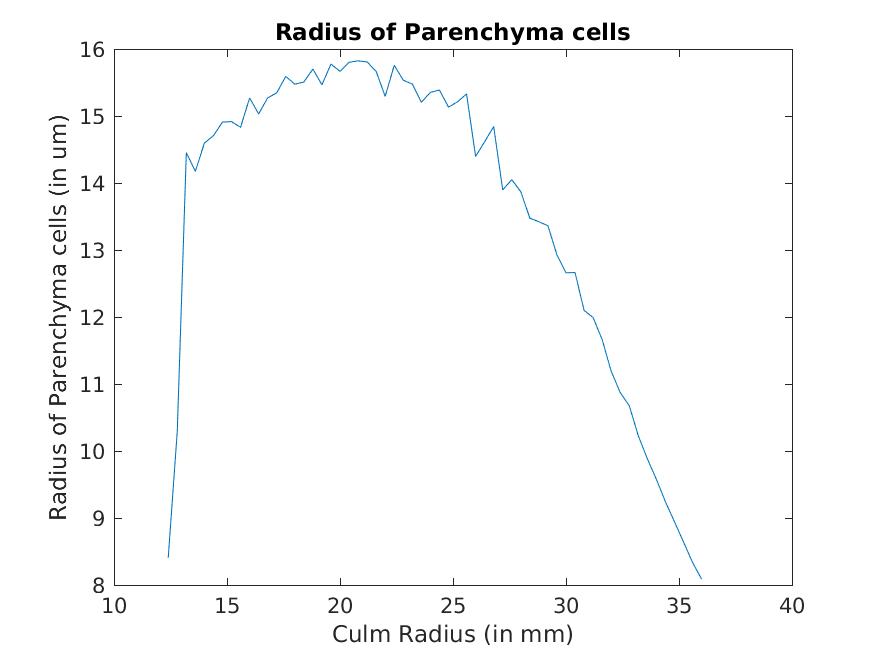 Radius of Parenchyma cells
Radius of Parenchyma cells (in um)
16
15
14
13
12
11
10
9
8
10 15 20 25 30 35 40
Culm Radius (in mm)